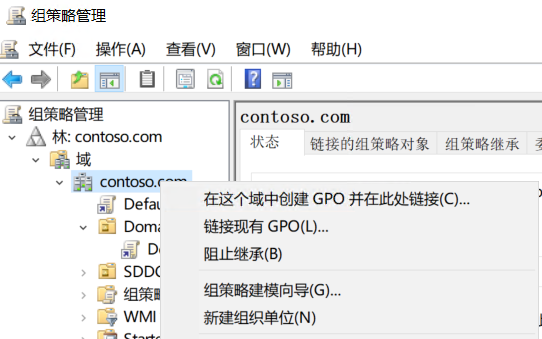 组策略管理
文件(F) 操作(A) 查看(V) 窗口(W) 帮助(H)
组策略管理
林: contoso.com
域
contoso.com
Defau
Doma
De
SDDC
组策略
WMI
Starte
contoso.com
状态 链接的组策略对象 组策略继承
在这个域中创建 GPO 并在此处链接(C)...
链接现有 GPO(L)...
阻止继承(B)
组策略建模向导(G)...
新建组织单位(N)